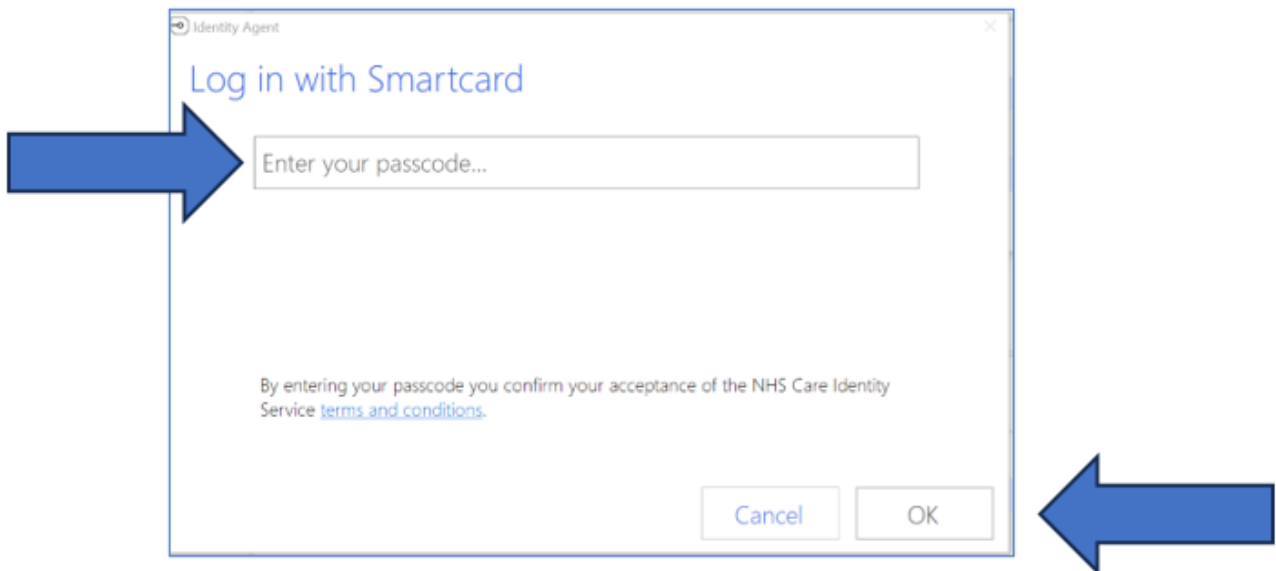 Identity Agent
Log in with Smartcard
Enter your passcode...
By entering your passcode you confirm your acceptance of the NHS Care Identity
Service terms and conditions.
Cancel OK